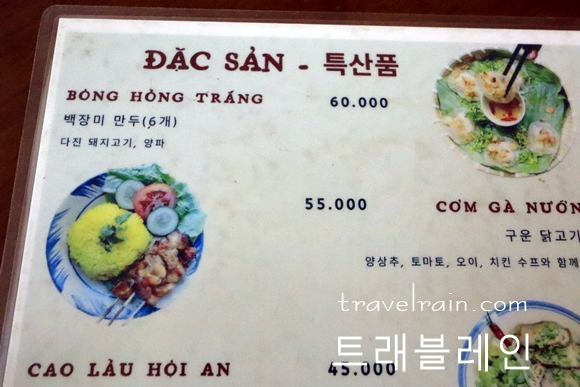 ĐẶC SẢN - 특산품
BÔNG HỒNG TRẮNG 60.000
백장미 만두(6개)
다진 돼지고기, 양파
55.000 CƠM GÀ NƯỚN
구운 닭고기
양상추, 토마토, 오이, 치킨 수프와 함께
travelrain.com
트래블레인
CAO LẦU HỘI AN 45.000